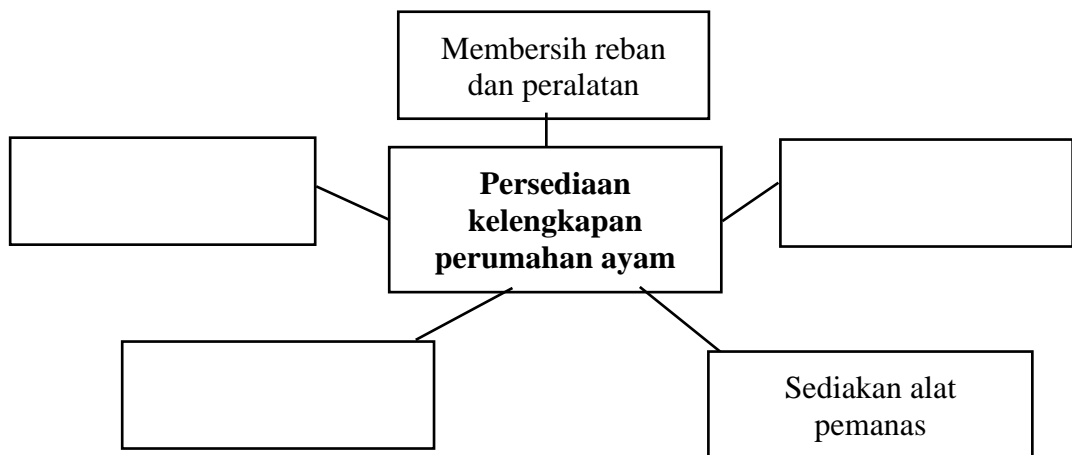 Membersih reban
dan peralatan
Persediaan
kelengkapan
perumahan ayam
Sediakan alat
pemanas